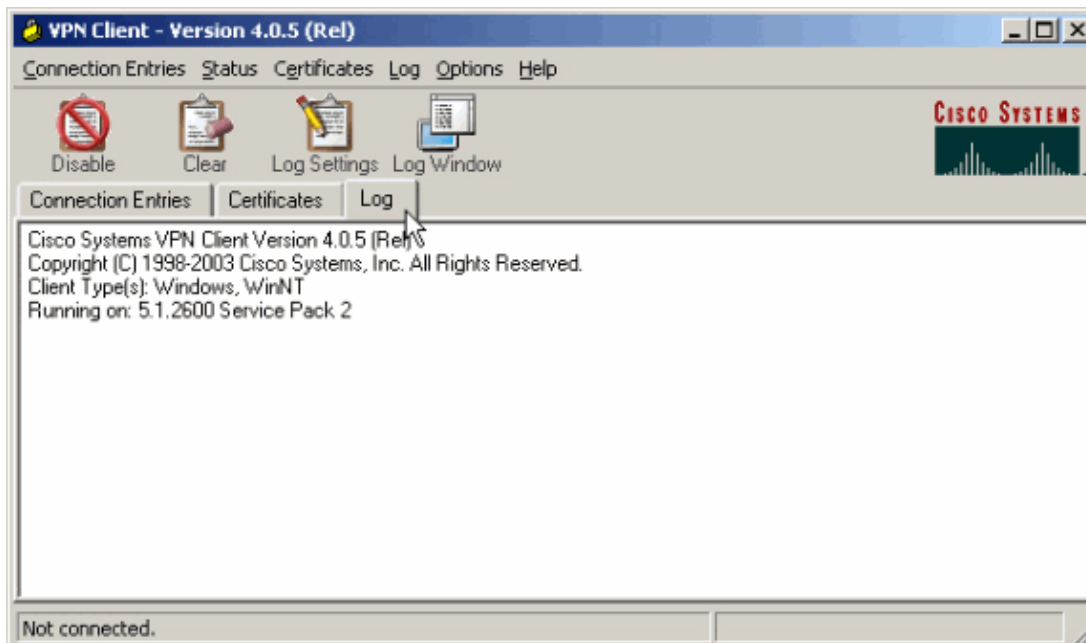 VPN Client - Version 4.0.5 (Rel)
Connection Entries Status Certificates Log Options Help
Disable Clear Log Settings Log Window
CISCO SYSTEMS
Connection Entries Certificates Log
Cisco Systems VPN Client Version 4.0.5 (Rel)
Copyright (C) 1998-2003 Cisco Systems, Inc. All Rights Reserved.
Client Type(s): Windows, WinNT
Running on: 5.1.2600 Service Pack 2
Not connected.